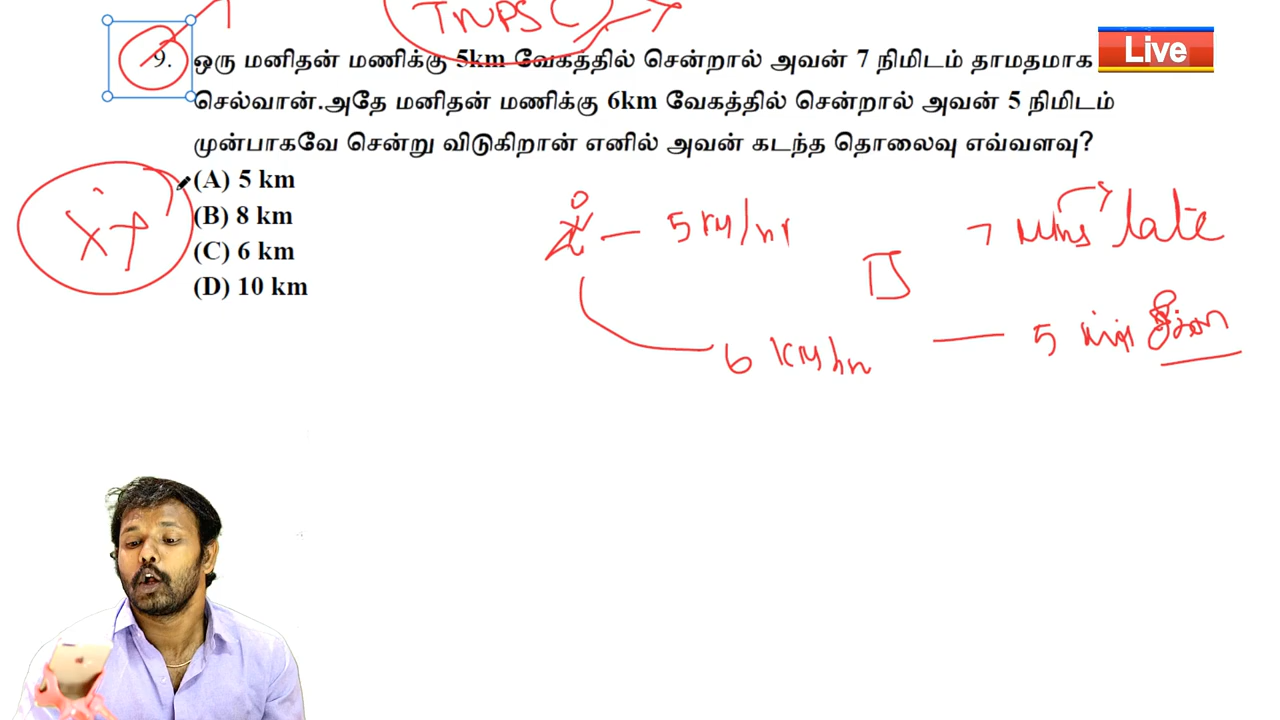 TNPSC
Live
9. ஒரு மனிதன் மணிக்கு 5km வேகத்தில் சென்றால் அவன் 7 நிமிடம் தாமதமாக
செல்வான்.அதே மனிதன் மணிக்கு 6km வேகத்தில் சென்றால் அவன் 5 நிமிடம்
முன்பாகவே சென்று விடுகிறான் எனில் அவன் கடந்த தொலைவு எவ்வளவு?
(A) 5 km
(B) 8 km
(C) 6 km
(D) 10 km
5 km/hr
7 mins late
6 km/hr
5